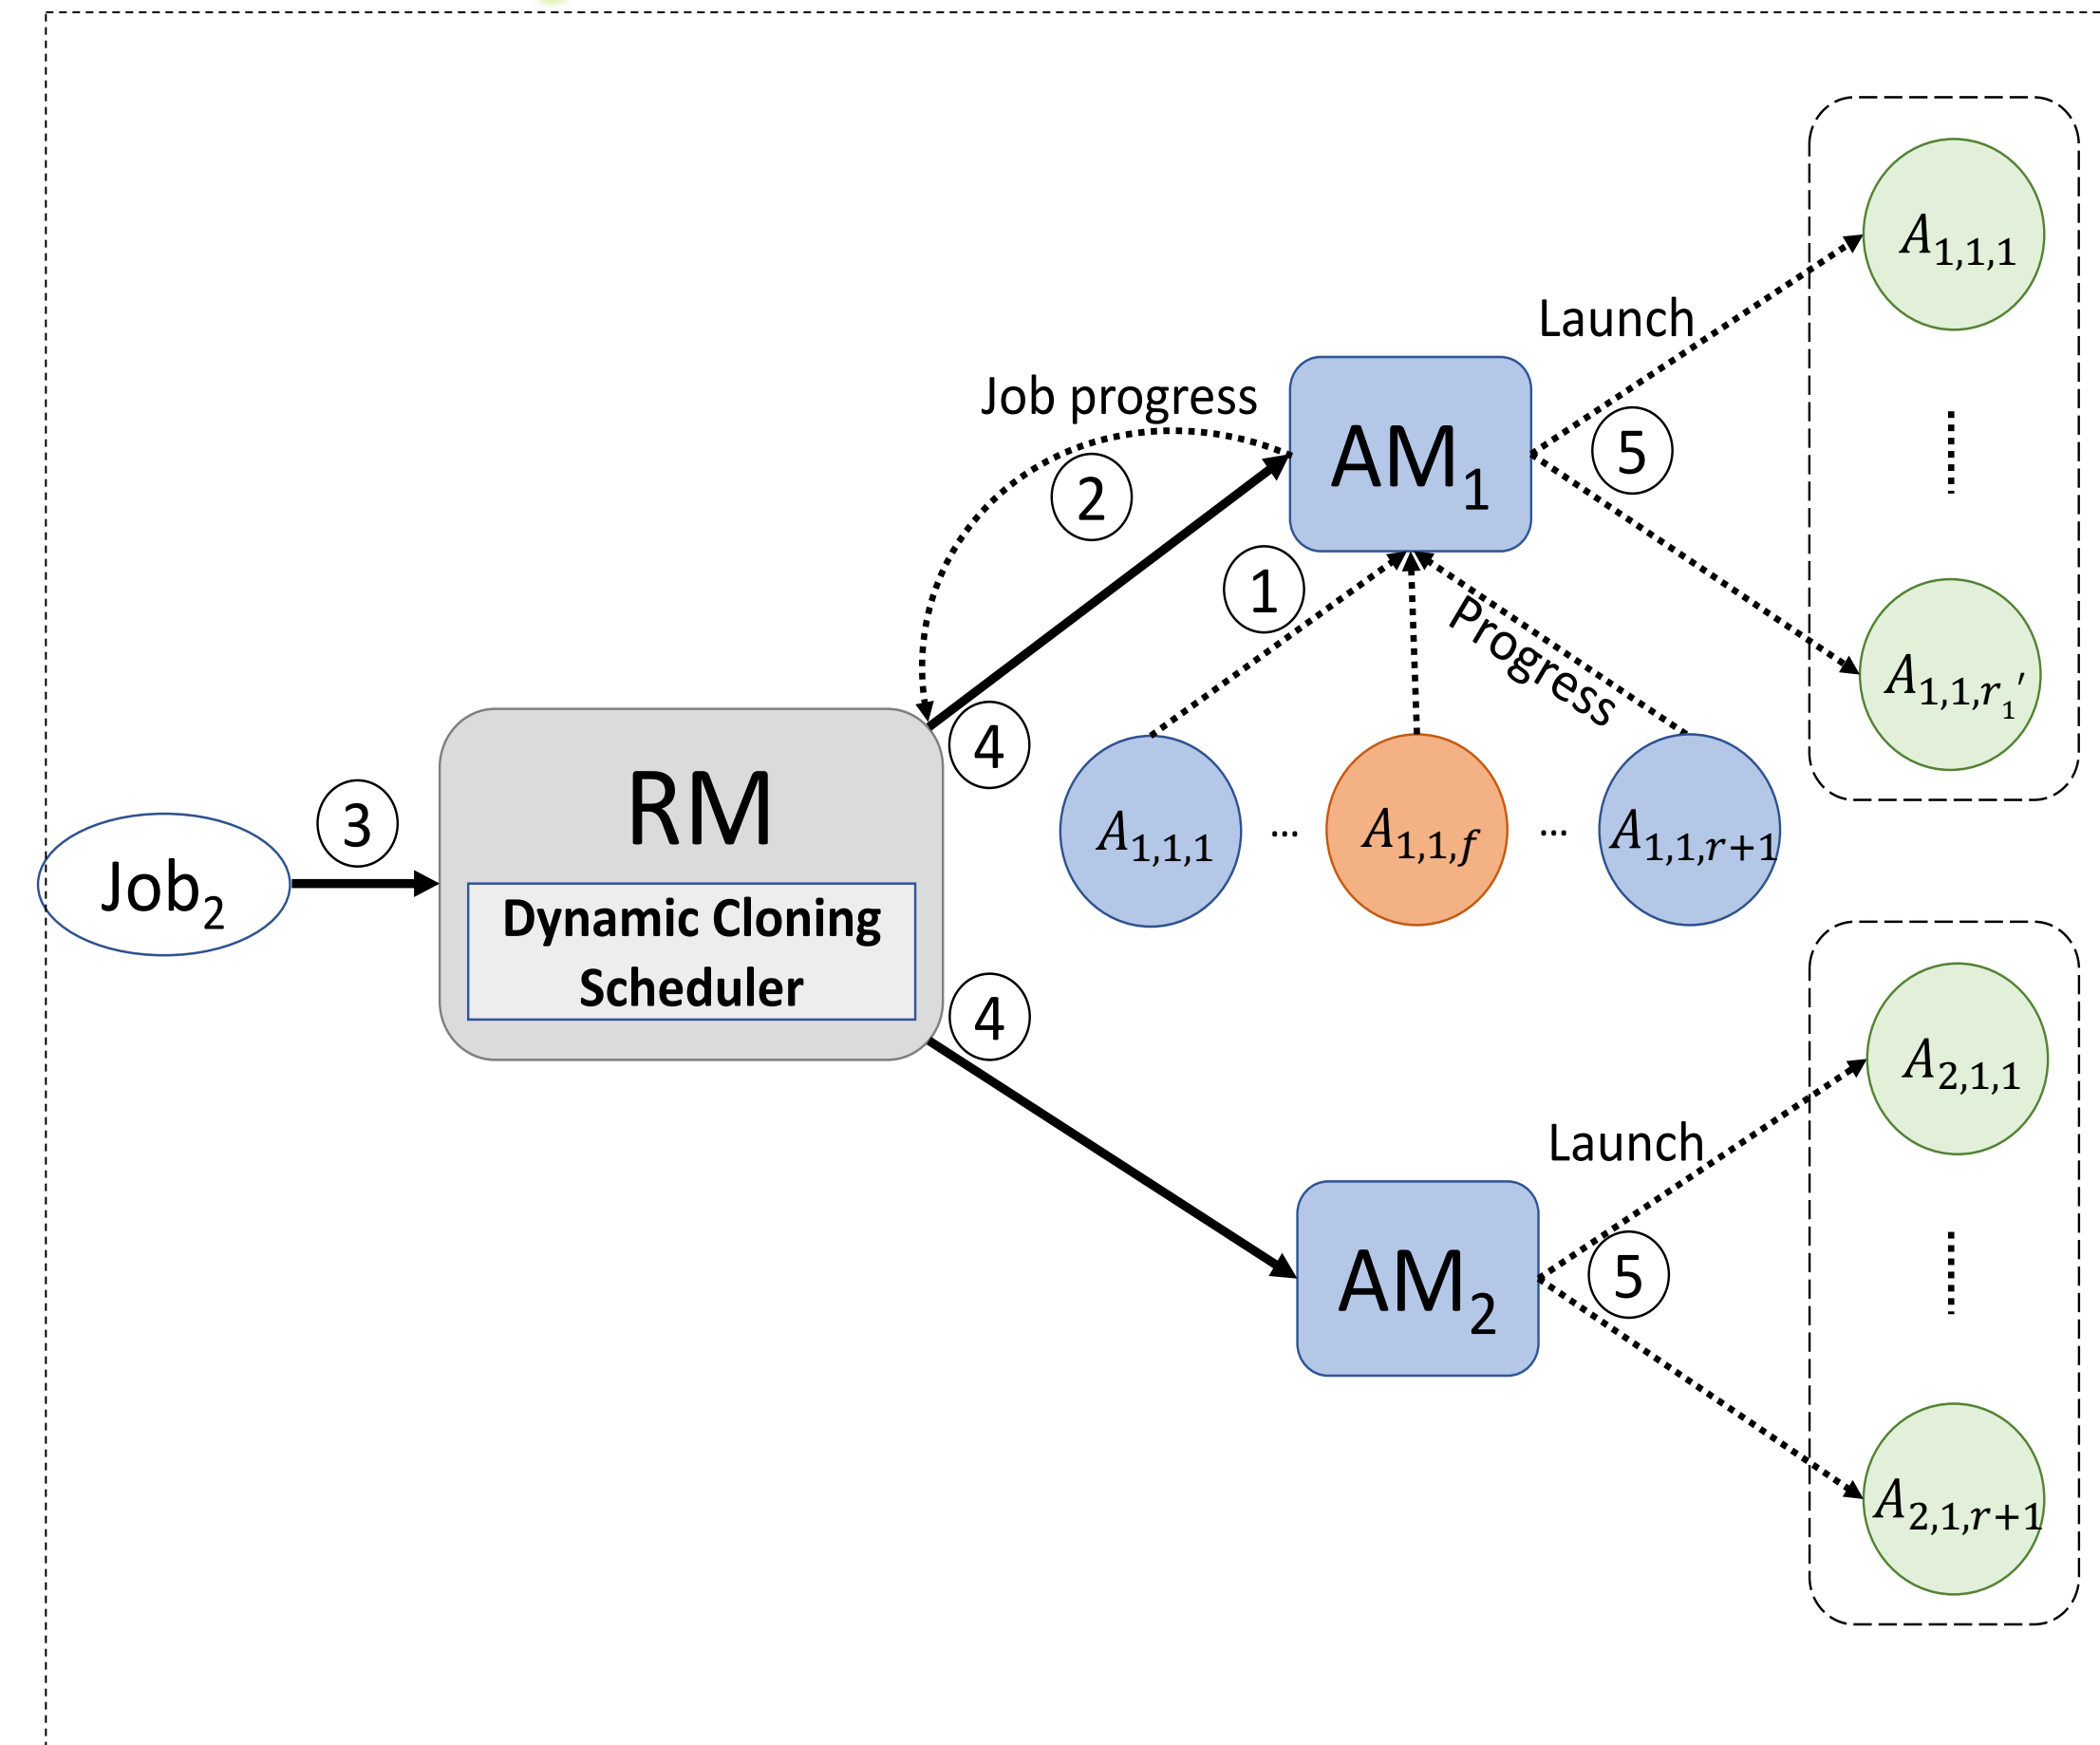 A1,1,1
Launch
Job progress
5
AM1
2
1
Progress
A1,1,r1′
4
RM
3
A1,1,1 ... A1,1,f ... A1,1,r+1
Job2
Dynamic Cloning
Scheduler
4
A2,1,1
Launch
5
AM2
A2,1,r+1